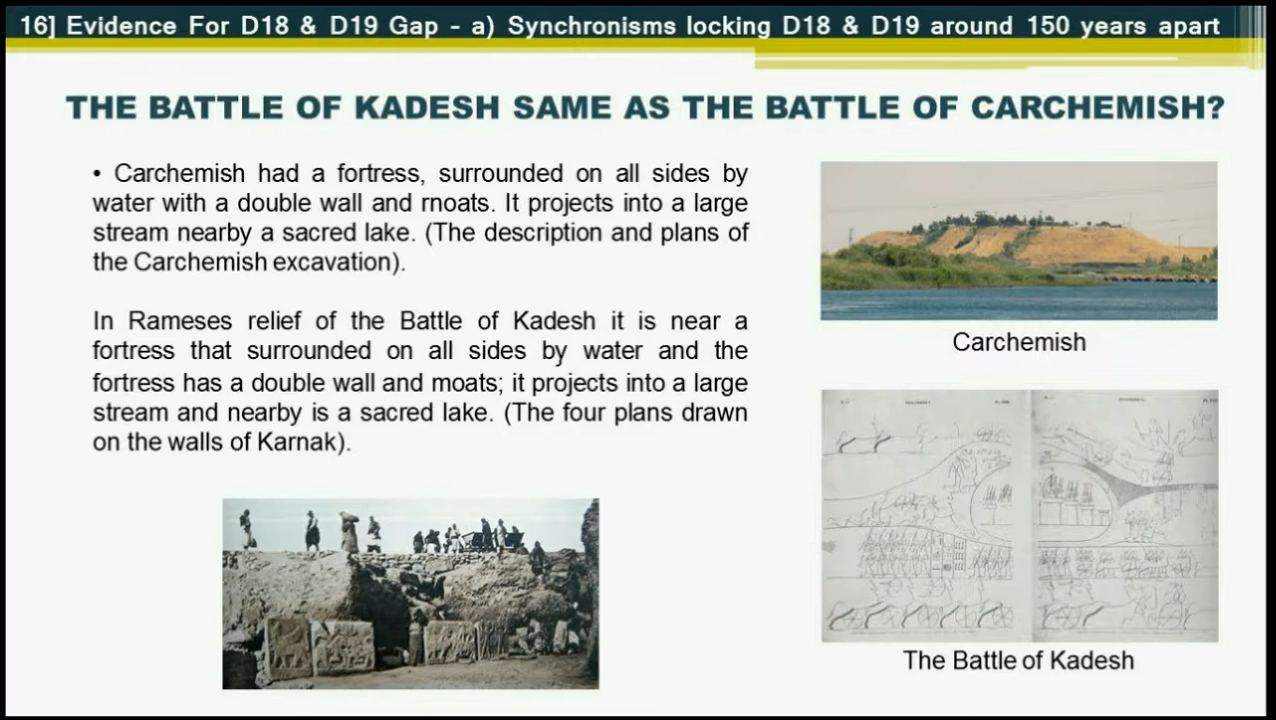 16] Evidence For D18 & D19 Gap - a) Synchronisms locking D18 & D19 around 150 years apart
THE BATTLE OF KADESH SAME AS THE BATTLE OF CARCHEMISH?
• Carchemish had a fortress, surrounded on all sides by
water with a double wall and rnoats. It projects into a large
stream nearby a sacred lake. (The description and plans of
the Carchemish excavation).
In Rameses relief of the Battle of Kadesh it is near a
fortress that surrounded on all sides by water and the
fortress has a double wall and moats; it projects into a large
stream and nearby is a sacred lake. (The four plans drawn
on the walls of Karnak).
Carchemish
The Battle of Kadesh